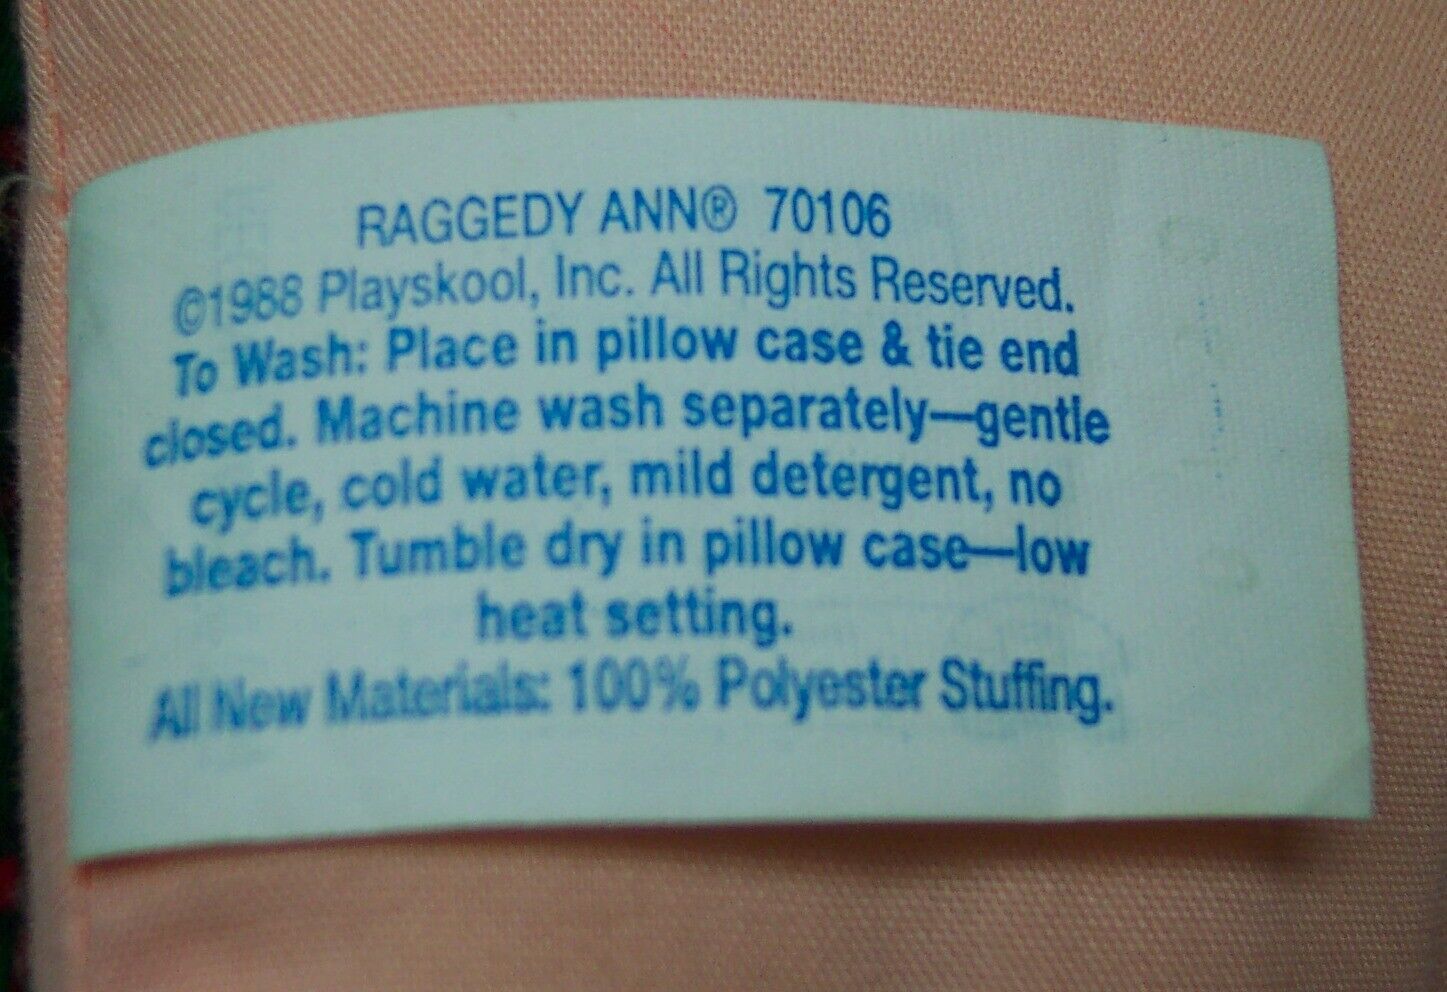 RAGGEDY ANN® 70106
©1988 Playskool, Inc. All Rights Reserved.
To Wash: Place in pillow case & tie end
closed. Machine wash separately—gentle
cycle, cold water, mild detergent, no
bleach. Tumble dry in pillow case—low
heat setting.
All New Materials: 100% Polyester Stuffing.